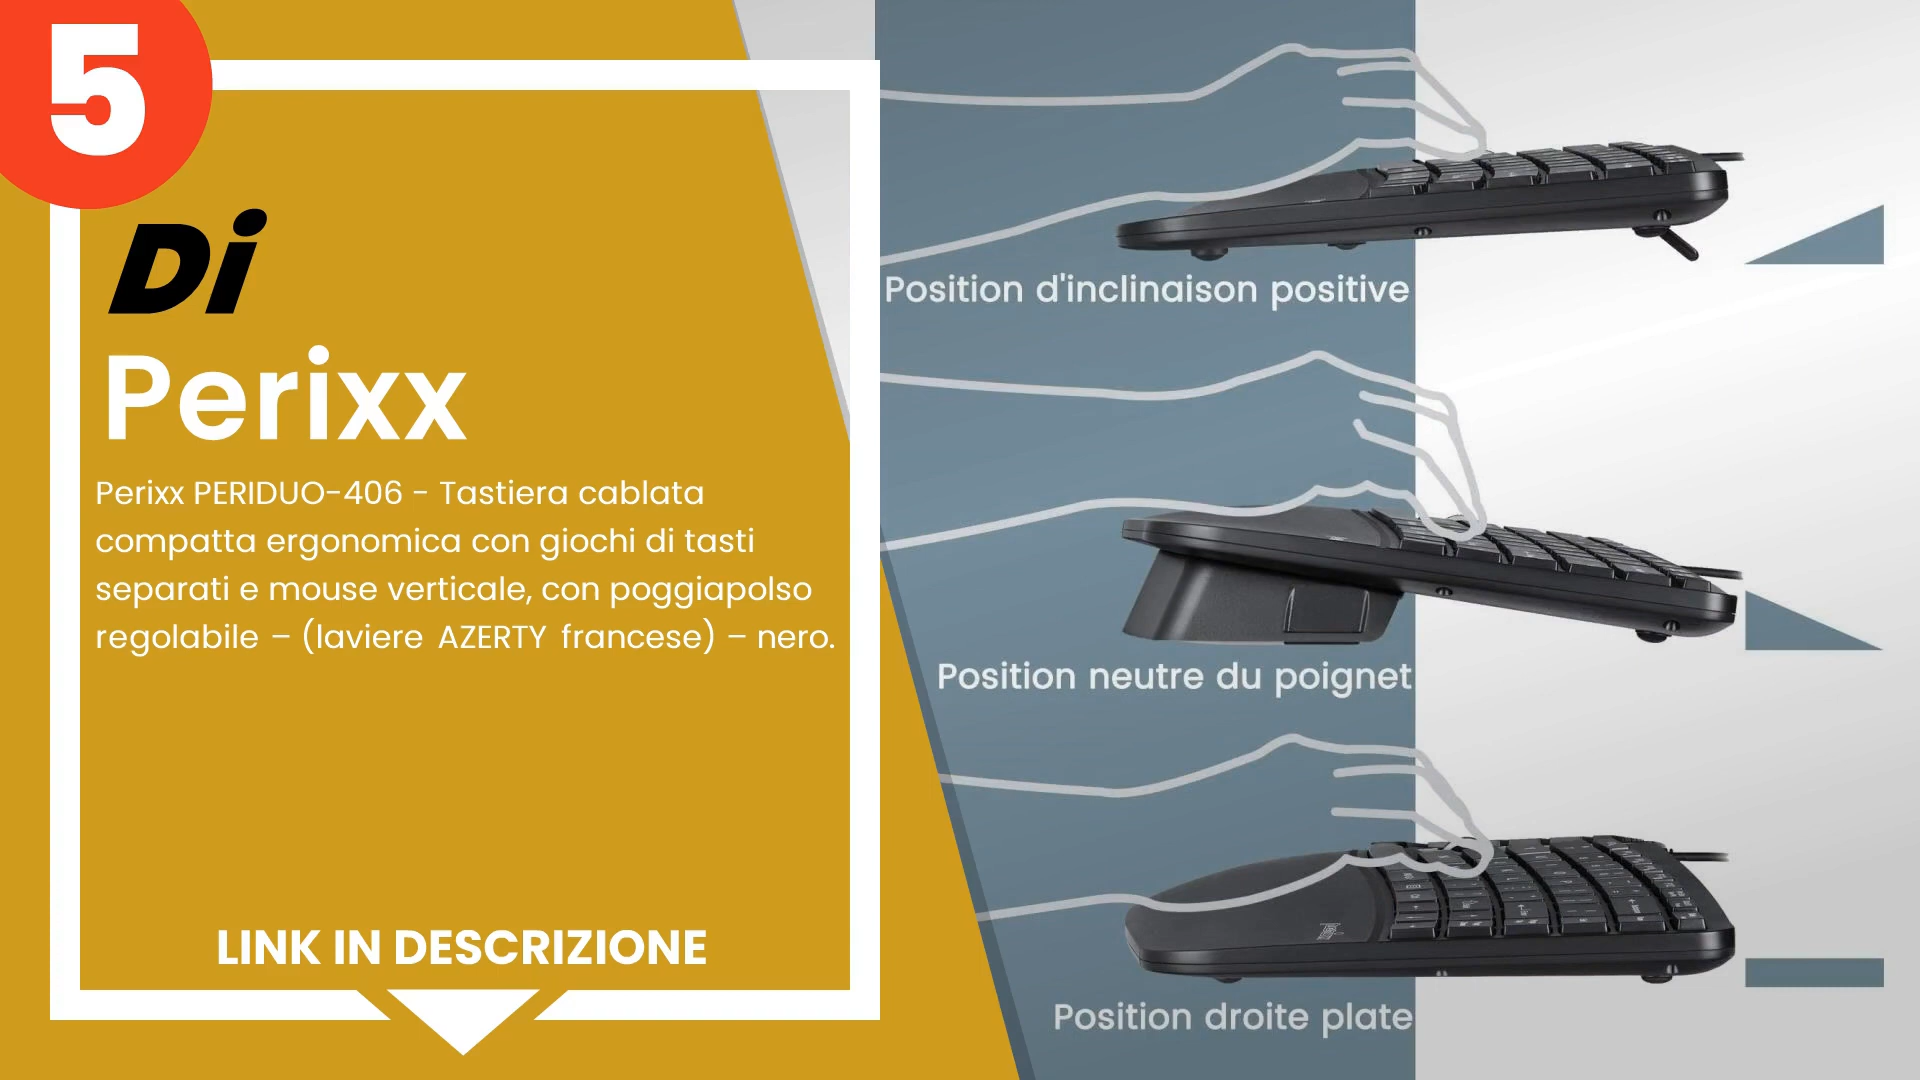 5
Di
Perixx
Perixx PERIDUO-406 - Tastiera cablata
compatta ergonomica con giochi di tasti
separati e mouse verticale, con poggiapolso
regolabile – (laviere AZERTY francese) – nero.
LINK IN DESCRIZIONE
Position d'inclinaison positive
Position neutre du poignet
Position droite plate